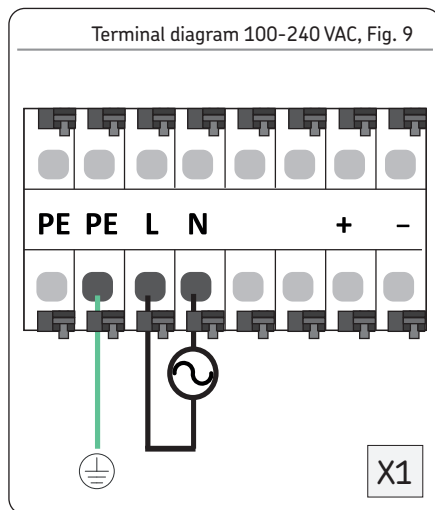 Terminal diagram 100-240 VAC, Fig. 9
PE PE L N + –
X1